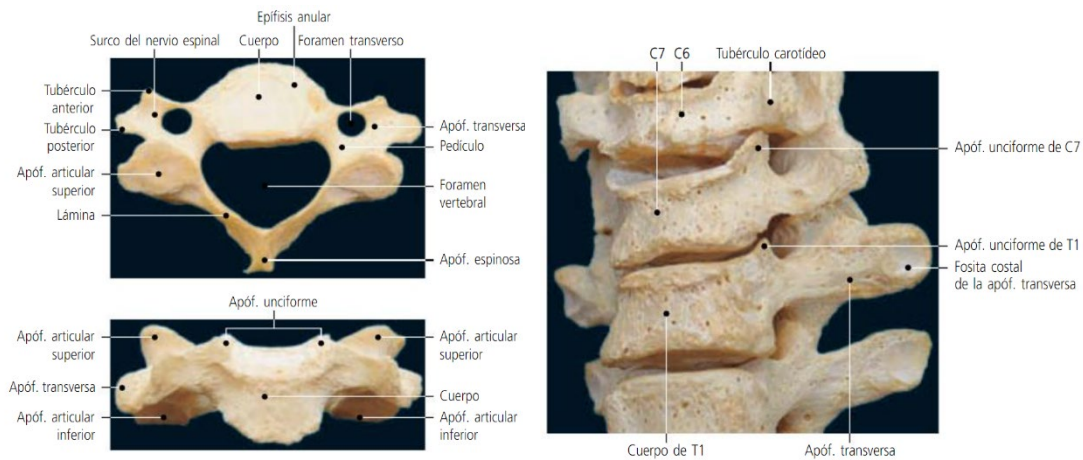 Epífisis anular
Surco del nervio espinal
Cuerpo
Foramen transverso
Tubérculo
anterior
Tubérculo
posterior
Apóf. articular
superior
Lámina
Apóf. transversa
Pedículo
Foramen
vertebral
Apóf. espinosa
Apóf. unciforme
Apóf. articular
superior
Apóf. transversa
Apóf. articular
inferior
Apóf. articular
superior
Cuerpo
Apóf. articular
inferior
C7
C6
Tubérculo carotídeo
Apóf. unciforme de C7
Apóf. unciforme de T1
Fosita costal
de la apóf. transversa
Cuerpo de T1
Apóf. transversa